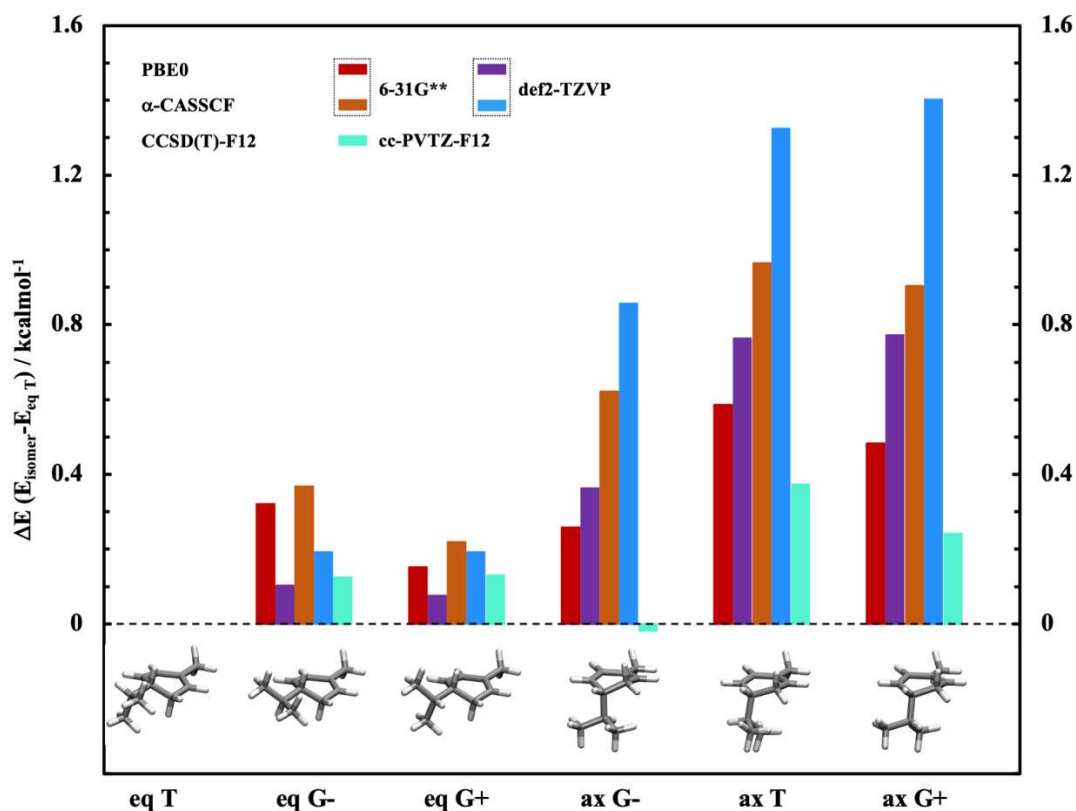 1.6 1.6
PBE0
6-31G** def2-TZVP
α-CASSCF
CCSD(T)-F12 cc-PVTZ-F12
1.2 1.2
ΔE (E_isomer-E_eq T) / kcalmol⁻¹
0.8 0.8
0.4 0.4
0 0
eq T eq G- eq G+ ax G- ax T ax G+